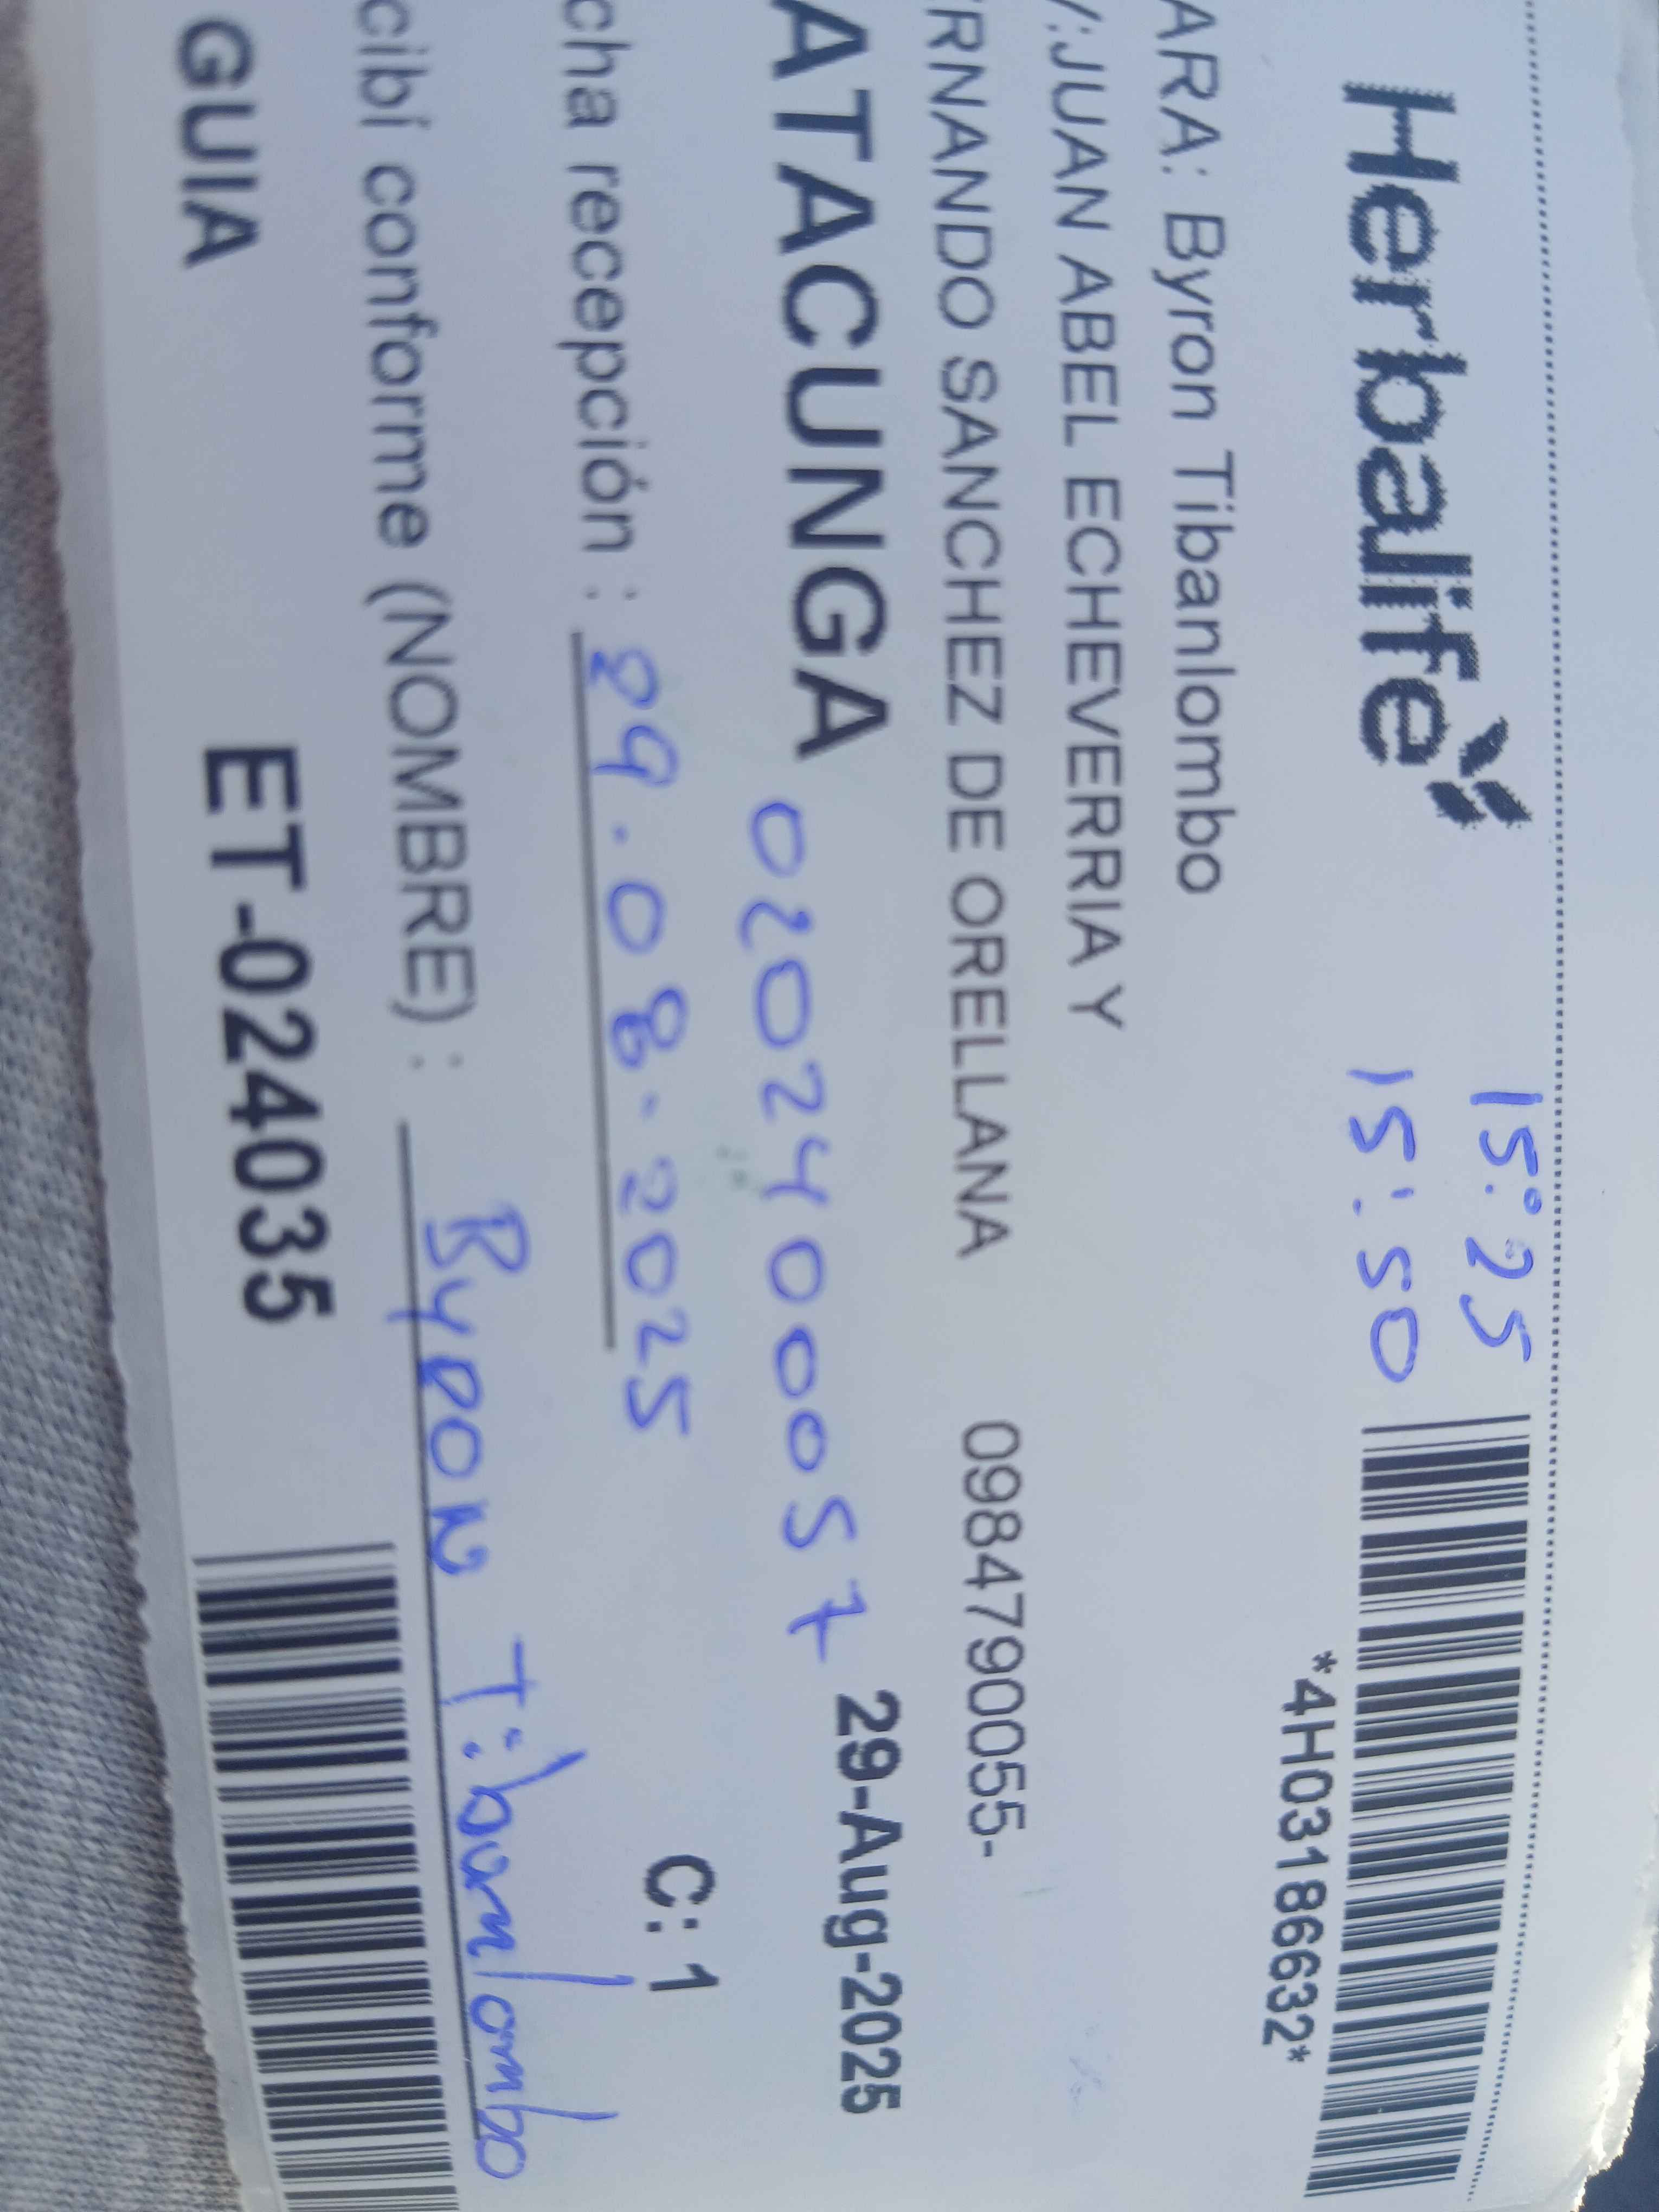 Herbalife
15:25
15:50
*4H03186632*
ARA: Byron Tibanlombo
/:JUAN ABEL ECHEVERRIA Y
RNANDO SANCHEZ DE ORELLANA 0984790055-
ATACUNGA 0202400057 29-Aug-2025
cha recepción : 29.08.2025 C: 1
cibí conforme (NOMBRE) : Byron Tibanlombo
GUIA ET-024035